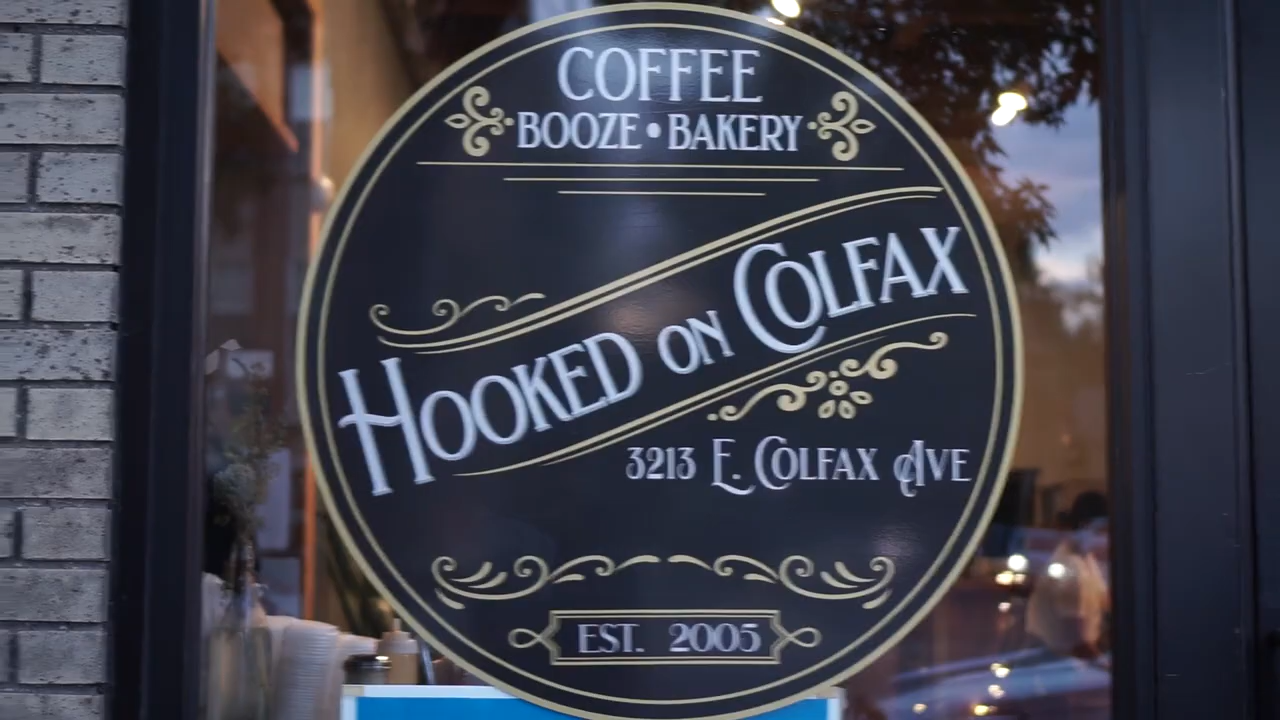 COFFEE
BOOZE • BAKERY
HOOKED ON COLFAX
3213 E. COLFAX AVE
EST. 2005